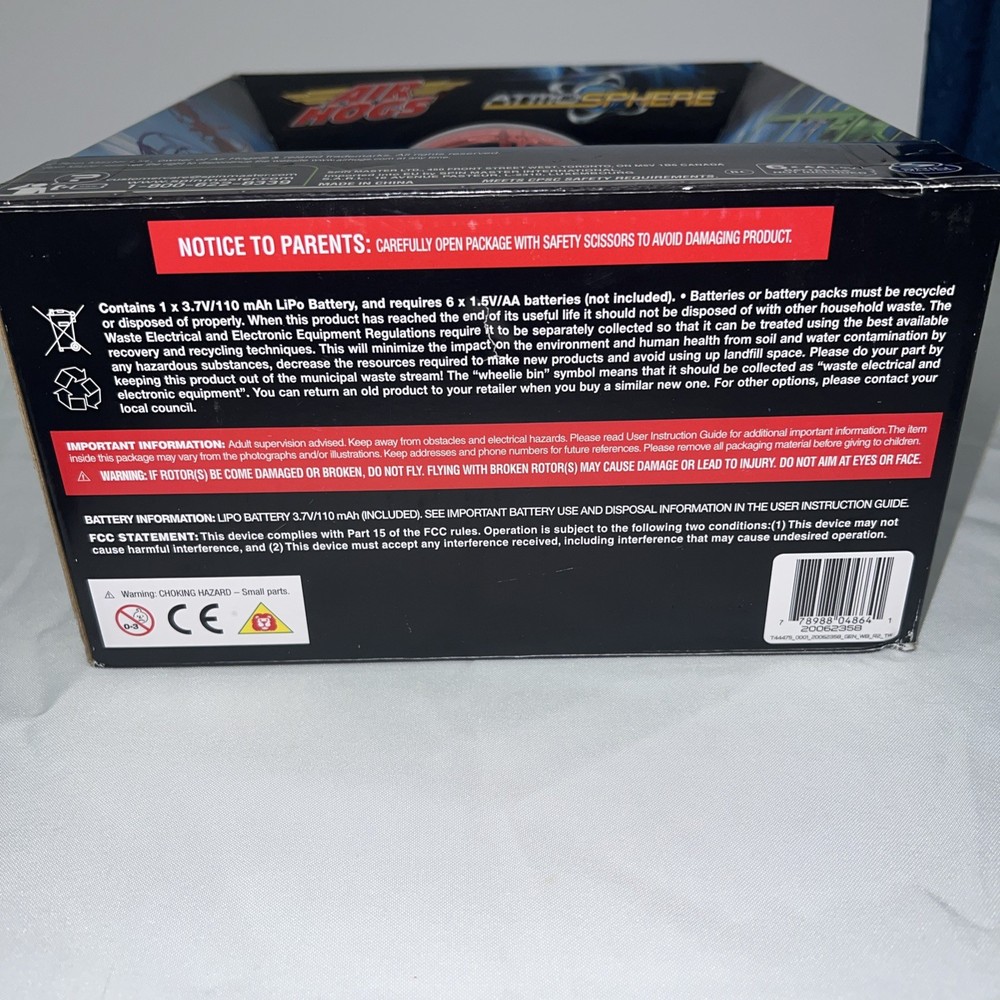 AIR HOGS
ATMOSPHERE
1-800-622-8339
MADE IN CHINA
MEETS CPSC SAFETY REQUIREMENTS
NOTICE TO PARENTS: CAREFULLY OPEN PACKAGE WITH SAFETY SCISSORS TO AVOID DAMAGING PRODUCT.
Contains 1 x 3.7V/110 mAh LiPo Battery, and requires 6 x 1.5V/AA batteries (not included). • Batteries or battery packs must be recycled
or disposed of properly. When this product has reached the end of its useful life it should not be disposed of with other household waste. The
Waste Electrical and Electronic Equipment Regulations require it to be separately collected so that it can be treated using the best available
recovery and recycling techniques. This will minimize the impact on the environment and human health from soil and water contamination by
any hazardous substances, decrease the resources required to make new products and avoid using up landfill space. Please do your part by
keeping this product out of the municipal waste stream! The "wheelie bin" symbol means that it should be collected as "waste electrical and
electronic equipment". You can return an old product to your retailer when you buy a similar new one. For other options, please contact your
local council.
IMPORTANT INFORMATION: Adult supervision advised. Keep away from obstacles and electrical hazards. Please read User Instruction Guide for additional important information.The item
inside this package may vary from the photographs and/or illustrations. Keep addresses and phone numbers for future references. Please remove all packaging material before giving to children.
WARNING: IF ROTOR(S) BE COME DAMAGED OR BROKEN, DO NOT FLY. FLYING WITH BROKEN ROTOR(S) MAY CAUSE DAMAGE OR LEAD TO INJURY. DO NOT AIM AT EYES OR FACE.
BATTERY INFORMATION: LIPO BATTERY 3.7V/110 mAh (INCLUDED). SEE IMPORTANT BATTERY USE AND DISPOSAL INFORMATION IN THE USER INSTRUCTION GUIDE.
FCC STATEMENT: This device complies with Part 15 of the FCC rules. Operation is subject to the following two conditions:(1) This device may not
cause harmful interference, and (2) This device must accept any interference received, including interference that may cause undesired operation.
Warning: CHOKING HAZARD – Small parts.
0-3 CE
7 78988 04864 1
20062358
T44475_0001_20062358_GEN_WB_R2_TW